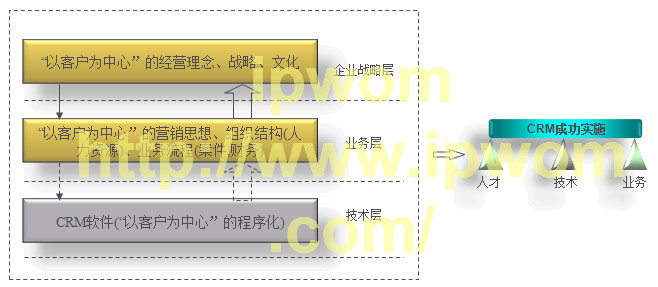 “以客户为中心”的经营理念、战略、文化
企业战略层
“以客户为中心”的营销思想、组织结构(人
力资源)、业务流程(案件,财务)
业务层
CRM软件(“以客户为中心”的程序化)
技术层
CRM成功实施
人才
技术
业务
ipwom
http://www.ipwom
.com/